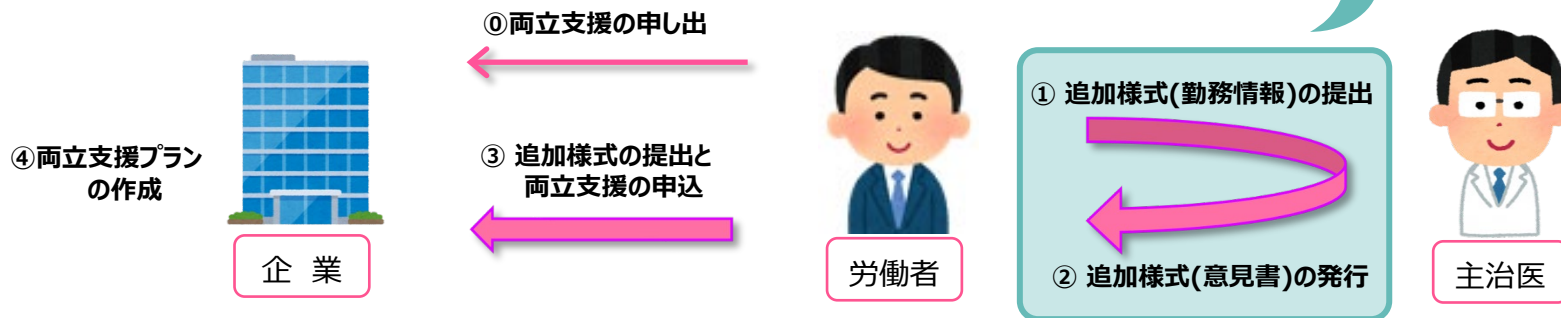 ⓪両立支援の申し出
① 追加様式(勤務情報)の提出
④両立支援プラン
の作成
③ 追加様式の提出と
両立支援の申込
② 追加様式(意見書)の発行
企 業
労働者
主治医